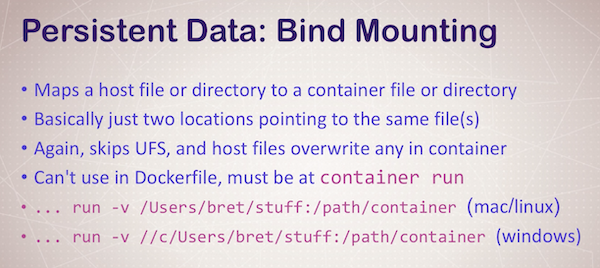 Persistent Data: Bind Mounting
• Maps a host file or directory to a container file or directory
• Basically just two locations pointing to the same file(s)
• Again, skips UFS, and host files overwrite any in container
• Can't use in Dockerfile, must be at container run
• ... run -v /Users/bret/stuff:/path/container (mac/linux)
• ... run -v //c/Users/bret/stuff:/path/container (windows)